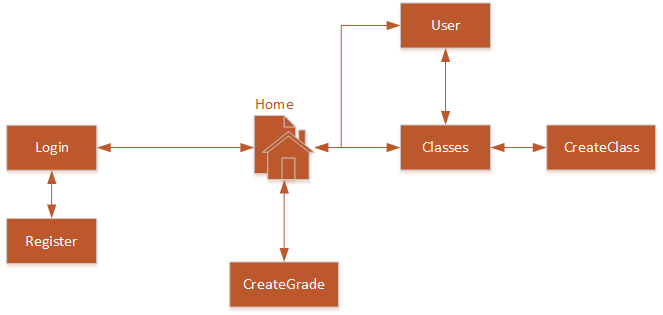 User
Home
Login
Classes
CreateClass
Register
CreateGrade